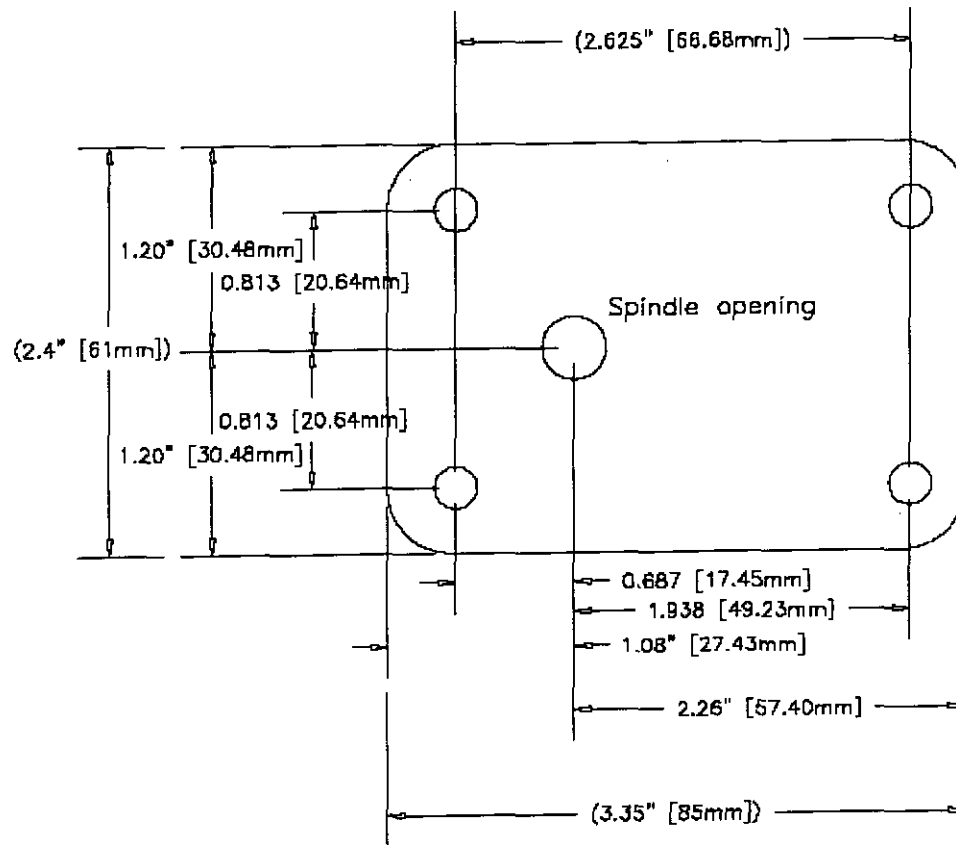 (2.625" [66.68mm])
1.20" [30.48mm]
0.813 [20.64mm]
Spindle opening
(2.4" [61mm])
0.813 [20.64mm]
1.20" [30.48mm]
0.687 [17.45mm]
1.938 [49.23mm]
1.08" [27.43mm]
2.26" [57.40mm]
(3.35" [85mm])